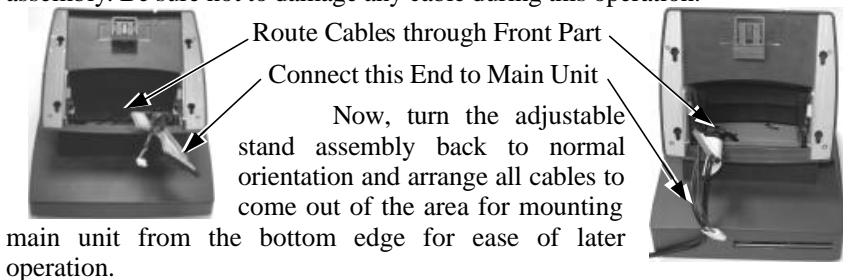 assembly. Be sure not to damage any cable during this operation.
Route Cables through Front Part
Connect this End to Main Unit
Now, turn the adjustable
stand assembly back to normal
orientation and arrange all cables to
come out of the area for mounting
main unit from the bottom edge for ease of later
operation.